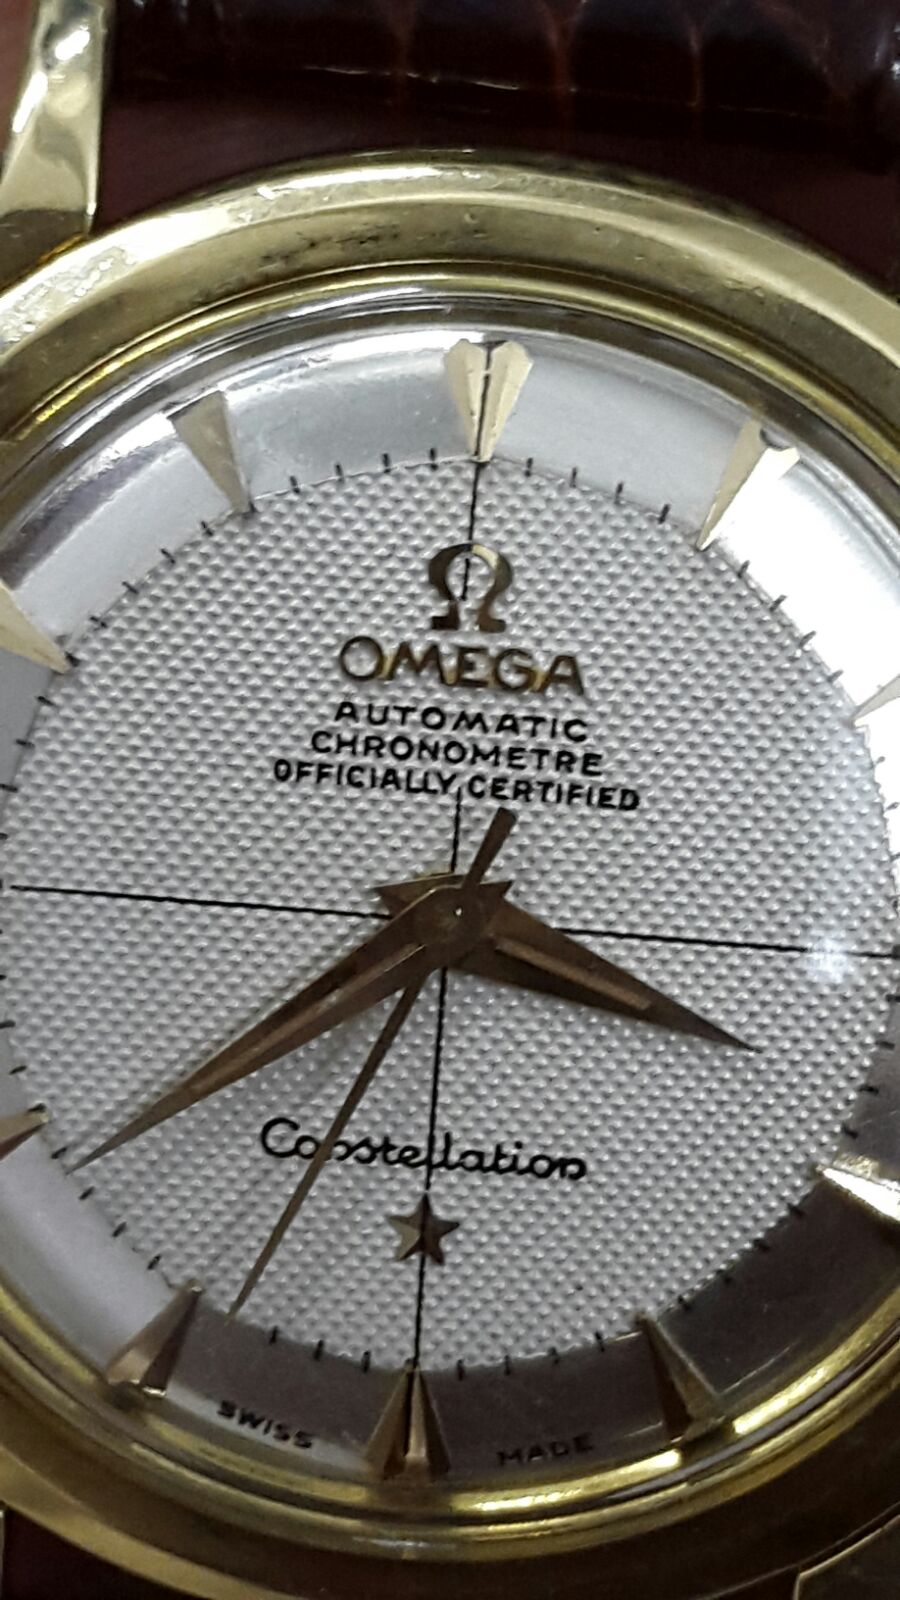 Ω
OMEGA
AUTOMATIC
CHRONOMETRE
OFFICIALLY CERTIFIED
Constellation
SWISS MADE